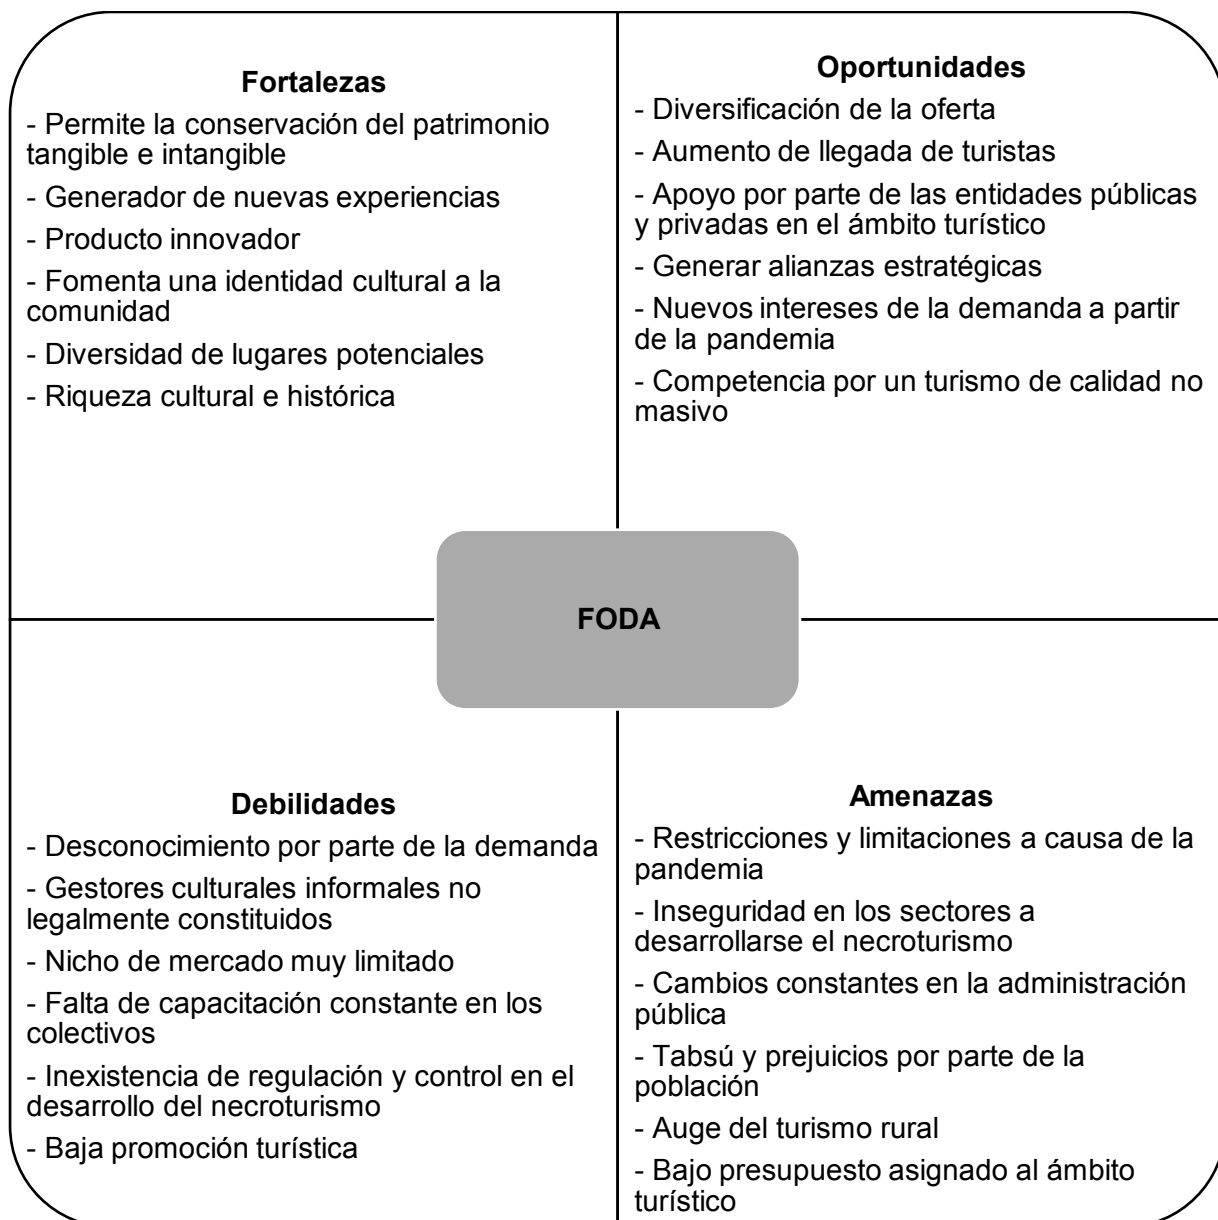 Fortalezas
- Permite la conservación del patrimonio
tangible e intangible
- Generador de nuevas experiencias
- Producto innovador
- Fomenta una identidad cultural a la
comunidad
- Diversidad de lugares potenciales
- Riqueza cultural e histórica
Oportunidades
- Diversificación de la oferta
- Aumento de llegada de turistas
- Apoyo por parte de las entidades públicas
y privadas en el ámbito turístico
- Generar alianzas estratégicas
- Nuevos intereses de la demanda a partir
de la pandemia
- Competencia por un turismo de calidad no
masivo
FODA
Debilidades
- Desconocimiento por parte de la demanda
- Gestores culturales informales no
legalmente constituidos
- Nicho de mercado muy limitado
- Falta de capacitación constante en los
colectivos
- Inexistencia de regulación y control en el
desarrollo del necroturismo
- Baja promoción turística
Amenazas
- Restricciones y limitaciones a causa de la
pandemia
- Inseguridad en los sectores a
desarrollarse el necroturismo
- Cambios constantes en la administración
pública
- Tabsú y prejuicios por parte de la
población
- Auge del turismo rural
- Bajo presupuesto asignado al ámbito
turístico